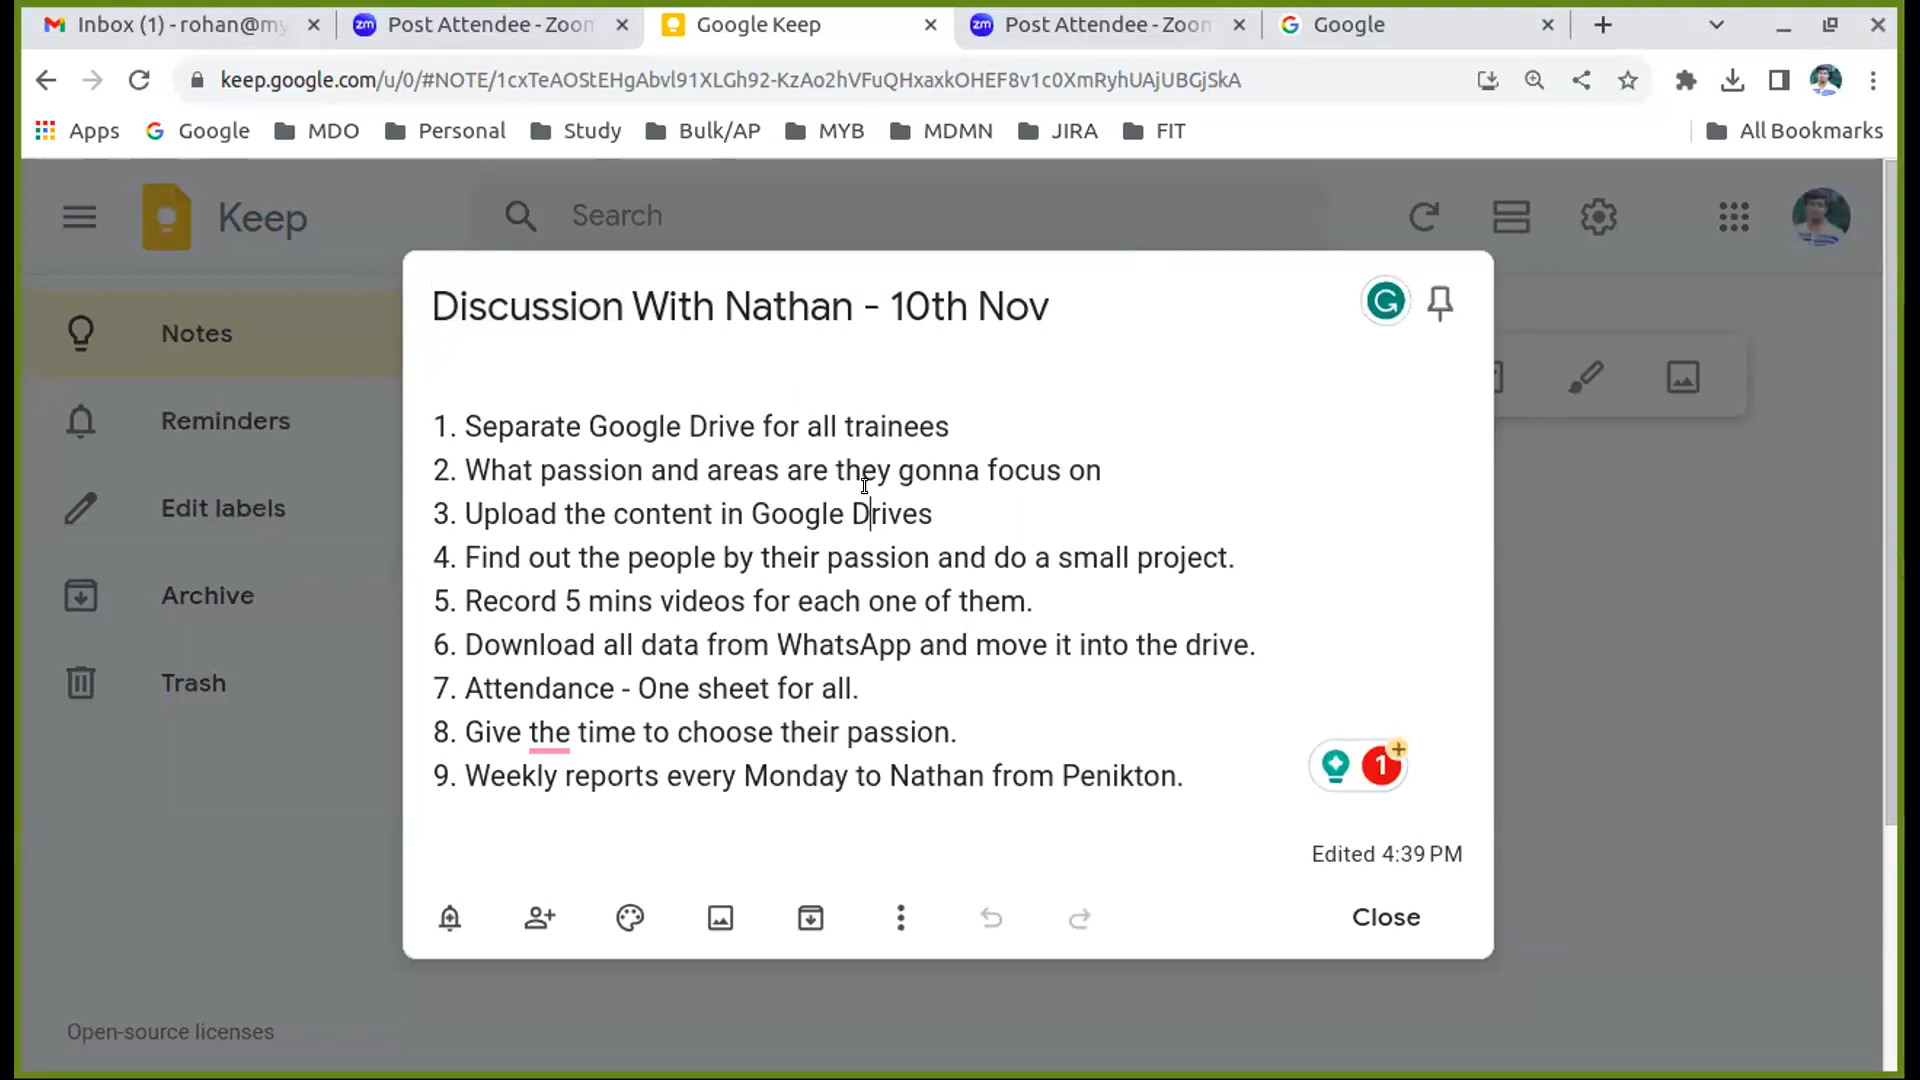 Inbox (1) - rohan@my
Post Attendee - Zoom
Google Keep
Post Attendee - Zoom
Google
keep.google.com/u/0/#NOTE/1cxTeAOStEHgAbvl91XLGh92-KzAo2hVFuQHxaxkOHEF8v1c0XmRyhUAjUBGjSkA
Apps
Google
MDO
Personal
Study
Bulk/AP
MYB
MDMN
JIRA
FIT
All Bookmarks
Keep
Search
Notes
Reminders
Edit labels
Archive
Trash
Discussion With Nathan - 10th Nov
1. Separate Google Drive for all trainees
2. What passion and areas are they gonna focus on
3. Upload the content in Google Drives
4. Find out the people by their passion and do a small project.
5. Record 5 mins videos for each one of them.
6. Download all data from WhatsApp and move it into the drive.
7. Attendance - One sheet for all.
8. Give the time to choose their passion.
9. Weekly reports every Monday to Nathan from Penikton.
1
Edited 4:39 PM
Close
Open-source licenses